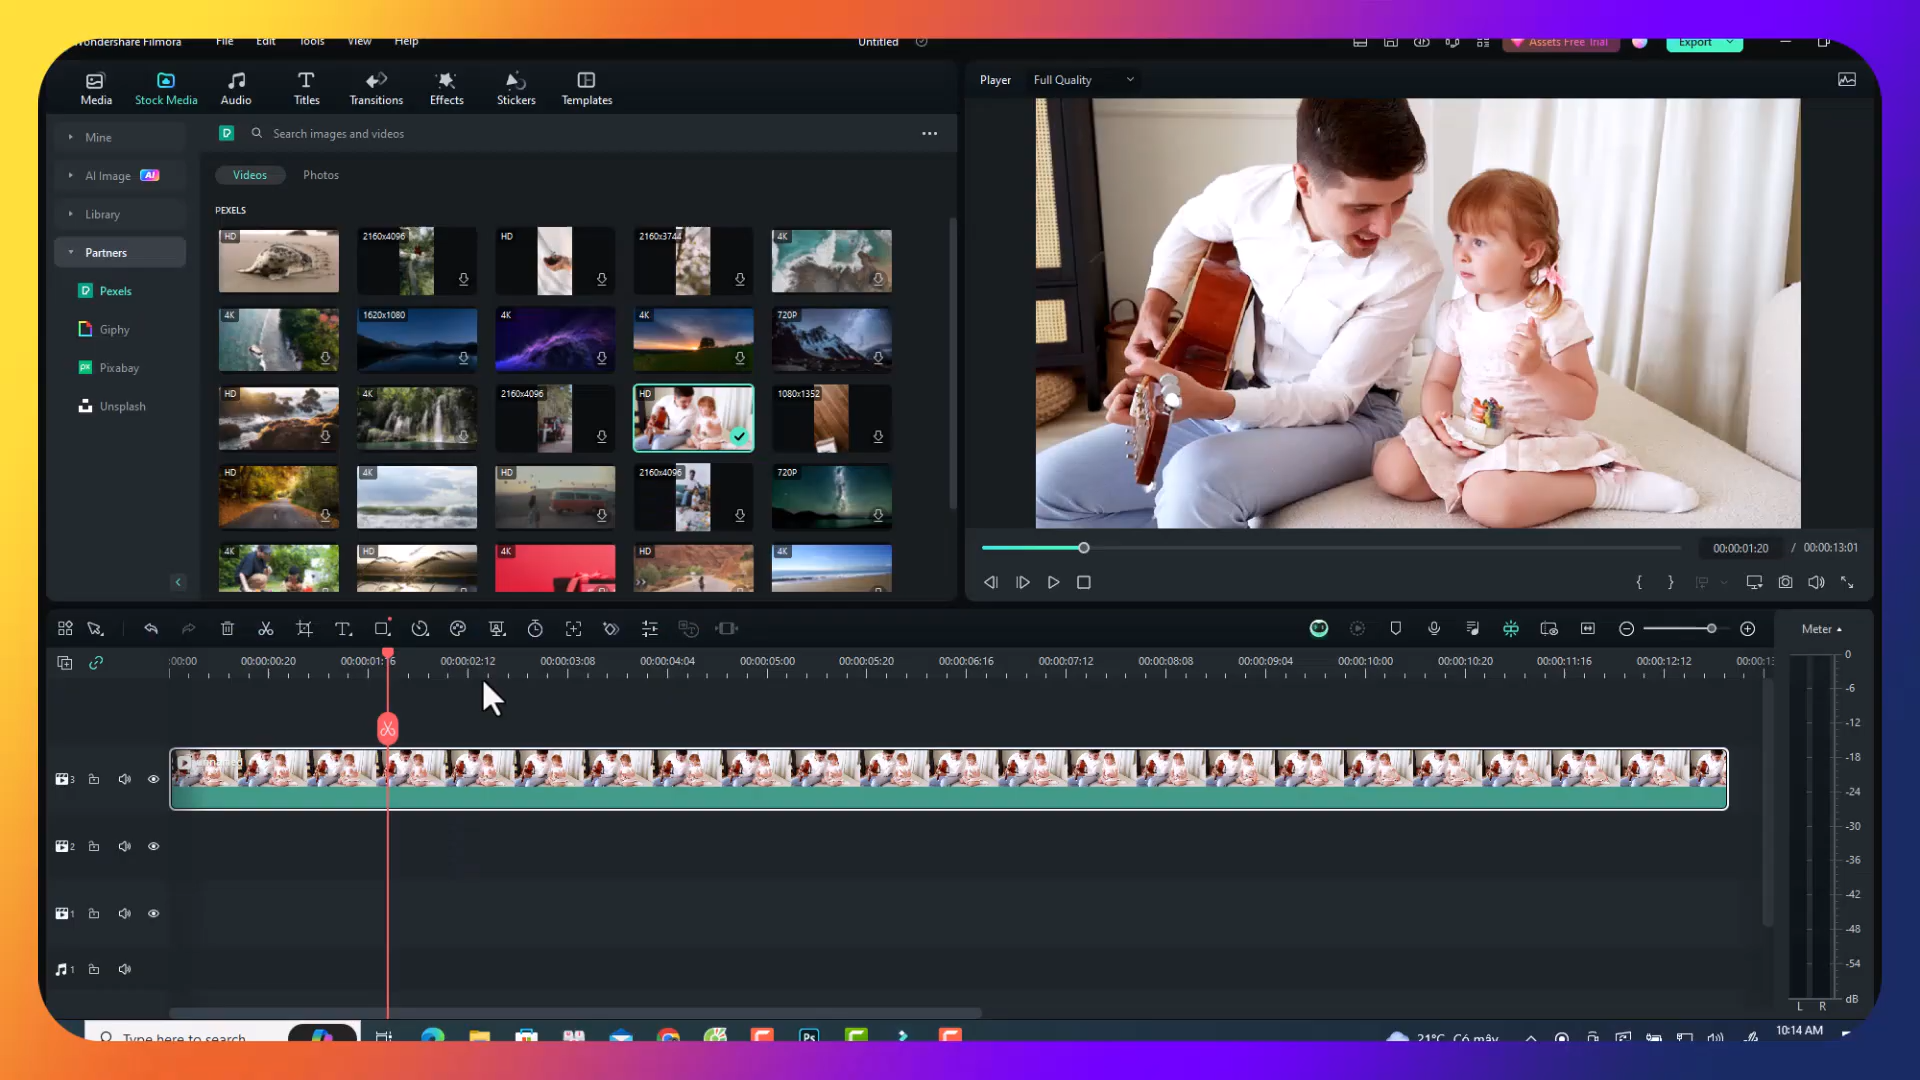 Wondershare Filmora
File Edit Tools View Help
Untitled
Assets Free Trial
Export
Media
Stock Media
Audio
Titles
Transitions
Effects
Stickers
Templates
Player
Full Quality
Mine
AI Image AI
Library
Partners
Pexels
Giphy
Pixabay
Unsplash
Search images and videos
Videos
Photos
PEXELS
HD
2160x4096
HD
2160x3744
4K
4K
1620x1080
4K
4K
720P
HD
4K
2160x4096
HD
1080x1352
HD
4K
HD
2160x4096
720P
4K
HD
4K
HD
4K
00:00:01:20 / 00:00:13:01
Meter
:00:00
00:00:00:20
00:00:01:16
00:00:02:12
00:00:03:08
00:00:04:04
00:00:05:00
00:00:05:20
00:00:06:16
00:00:07:12
00:00:08:08
00:00:09:04
00:00:10:00
00:00:10:20
00:00:11:16
00:00:12:12
00:00:1
3
2
1
1
0
-6
-12
-18
-24
-30
-36
-42
-48
-54
dB
L R
Type here to search
Ps
21°C Có mây
10:14 AM